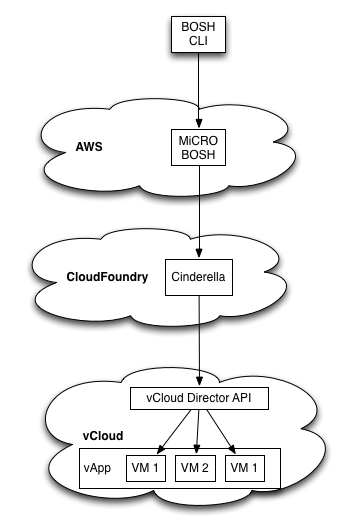 BOSH
CLI
AWS
MiCRO
BOSH
CloudFoundry
Cinderella
vCloud Director API
vCloud
vApp
VM 1
VM 2
VM 1